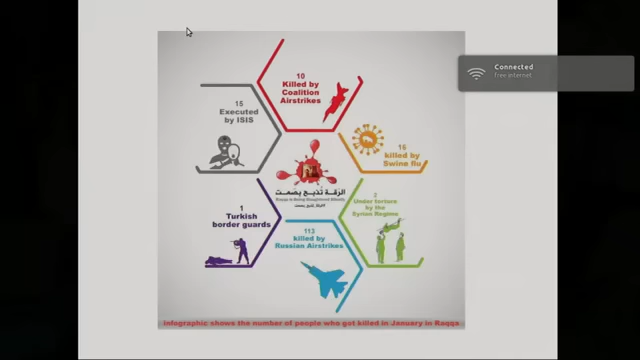 Connected
free internet
10
Killed by
Coalition
Airstrikes
15
Executed
by ISIS
16
killed by
Swine flu
الرقة تذبح بصمت
Raqqa is Being Slaughtered Silently
1
Turkish
border guards
2
Under torture
by the
Syrian Regime
113
killed by
Russian Airstrikes
infographic shows the number of people who got killed in January in Raqqa